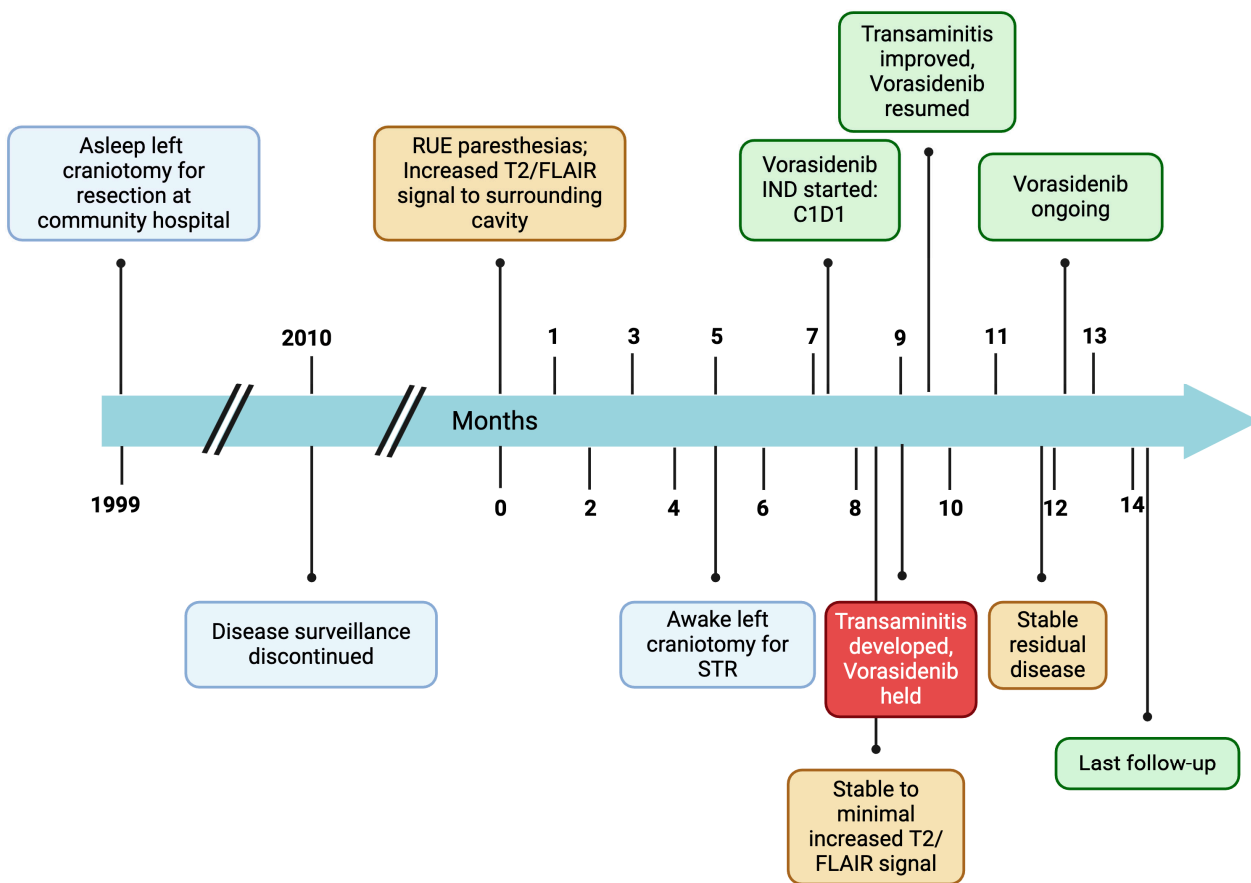 Transaminitis
improved,
Vorasidenib
resumed
Asleep left
craniotomy for
resection at
community hospital
RUE paresthesias;
Increased T2/FLAIR
signal to surrounding
cavity
Vorasidenib
IND started:
C1D1
Vorasidenib
ongoing
2010
1
3
5
7
9
11
13
Months
1999
0
2
4
6
8
10
12
14
Disease surveillance
discontinued
Awake left
craniotomy for
STR
Transaminitis
developed,
Vorasidenib
held
Stable
residual
disease
Last follow-up
Stable to
minimal
increased T2/
FLAIR signal